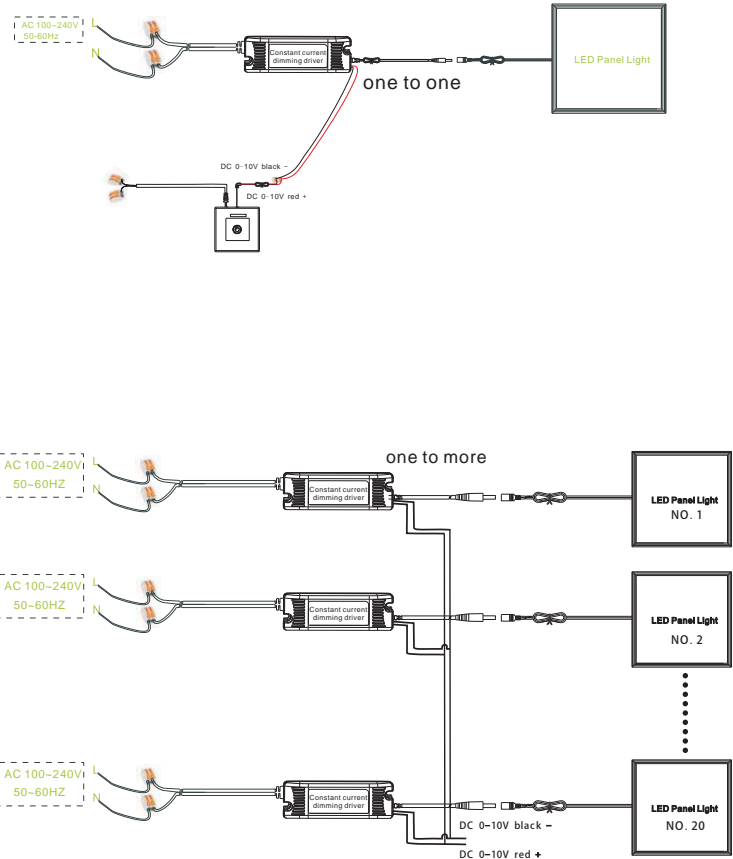 AC 100~240V
50-60Hz
L
N
Constant current
dimming driver
one to one
LED Panel Light
DC 0-10V black -
DC 0-10V red +
one to more
AC 100~240V
50~60HZ
L
N
Constant current
dimming driver
LED Panel Light
NO. 1
AC 100~240V
50~60HZ
L
N
Constant current
dimming driver
LED Panel Light
NO. 2
AC 100~240V
50~60HZ
L
N
Constant current
dimming driver
LED Panel Light
NO. 20
DC 0-10V black -
DC 0-10V red +